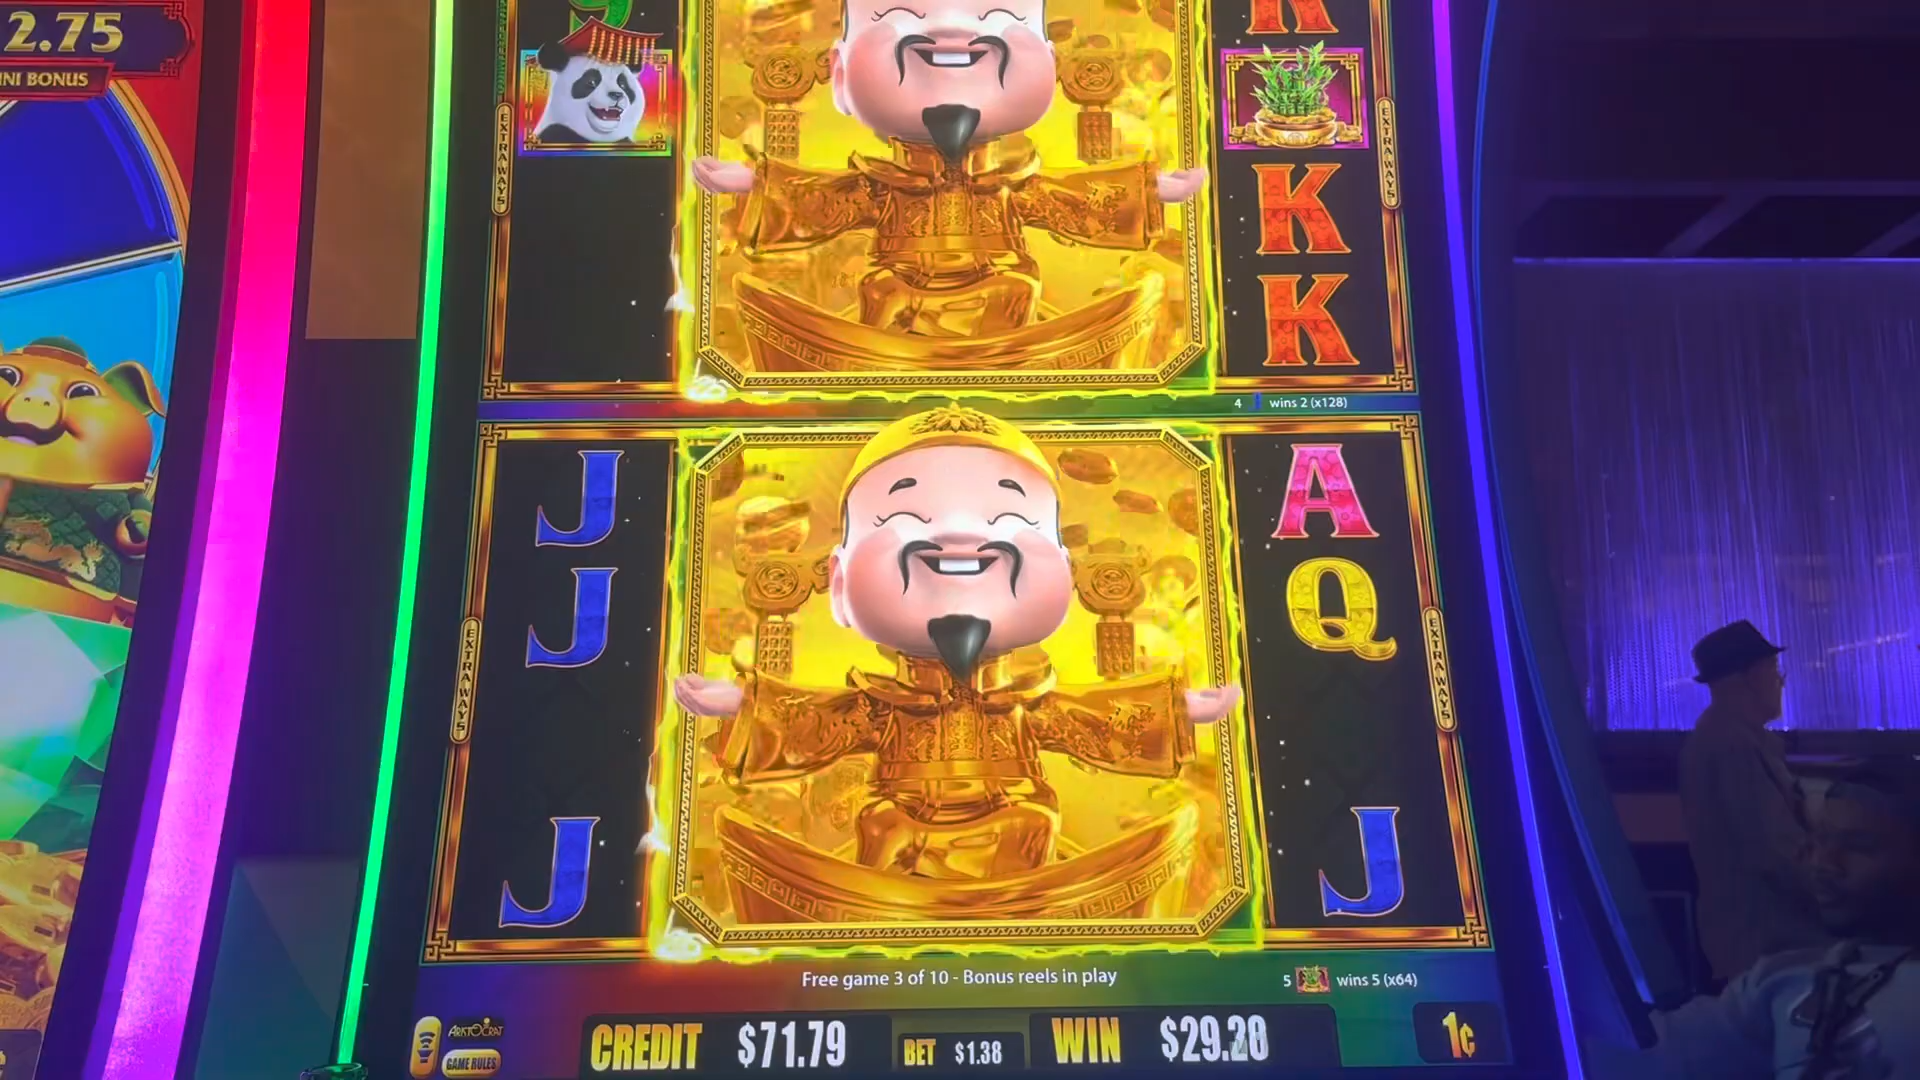 2.75
INI BONUS
9
K
EXTRA WAYS
EXTRA WAYS
K
K
4 wins 2 (x128)
J
A
J
Q
EXTRA WAYS
EXTRA WAYS
J
J
Free game 3 of 10 - Bonus reels in play
5 wins 5 (x64)
ARISTOCRAT
GAME RULES
CREDIT $71.79
BET $1.38
WIN
1¢